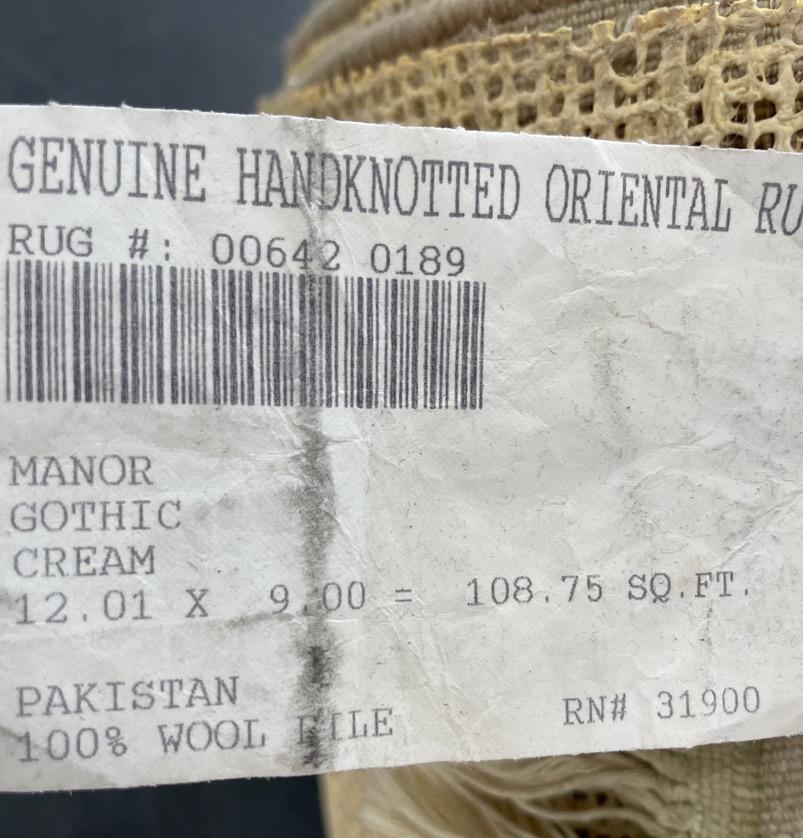 GENUINE HANDKNOTTED ORIENTAL RU
RUG #: 00642 0189
MANOR
GOTHIC
CREAM
12.01 X 9.00 = 108.75 SQ.FT.
PAKISTAN
100% WOOL PILE RN# 31900